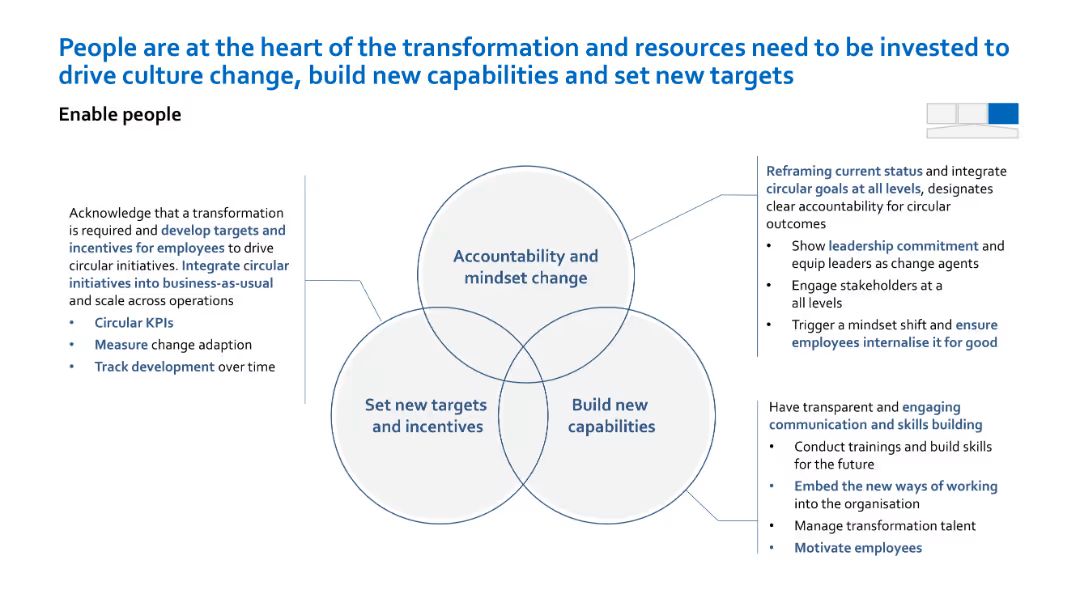 People are at the heart of the transformation and resources need to be invested to
drive culture change, build new capabilities and set new targets
Enable people
Acknowledge that a transformation
is required and develop targets and
incentives for employees to drive
circular initiatives. Integrate circular
initiatives into business-as-usual
and scale across operations
• Circular KPIs
• Measure change adaption
• Track development over time
Accountability and
mindset change
Set new targets
and incentives
Build new
capabilities
Reframing current status and integrate
circular goals at all levels, designates
clear accountability for circular
outcomes
• Show leadership commitment and
equip leaders as change agents
• Engage stakeholders at a
all levels
• Trigger a mindset shift and ensure
employees internalise it for good
Have transparent and engaging
communication and skills building
• Conduct trainings and build skills
for the future
• Embed the new ways of working
into the organisation
• Manage transformation talent
• Motivate employees